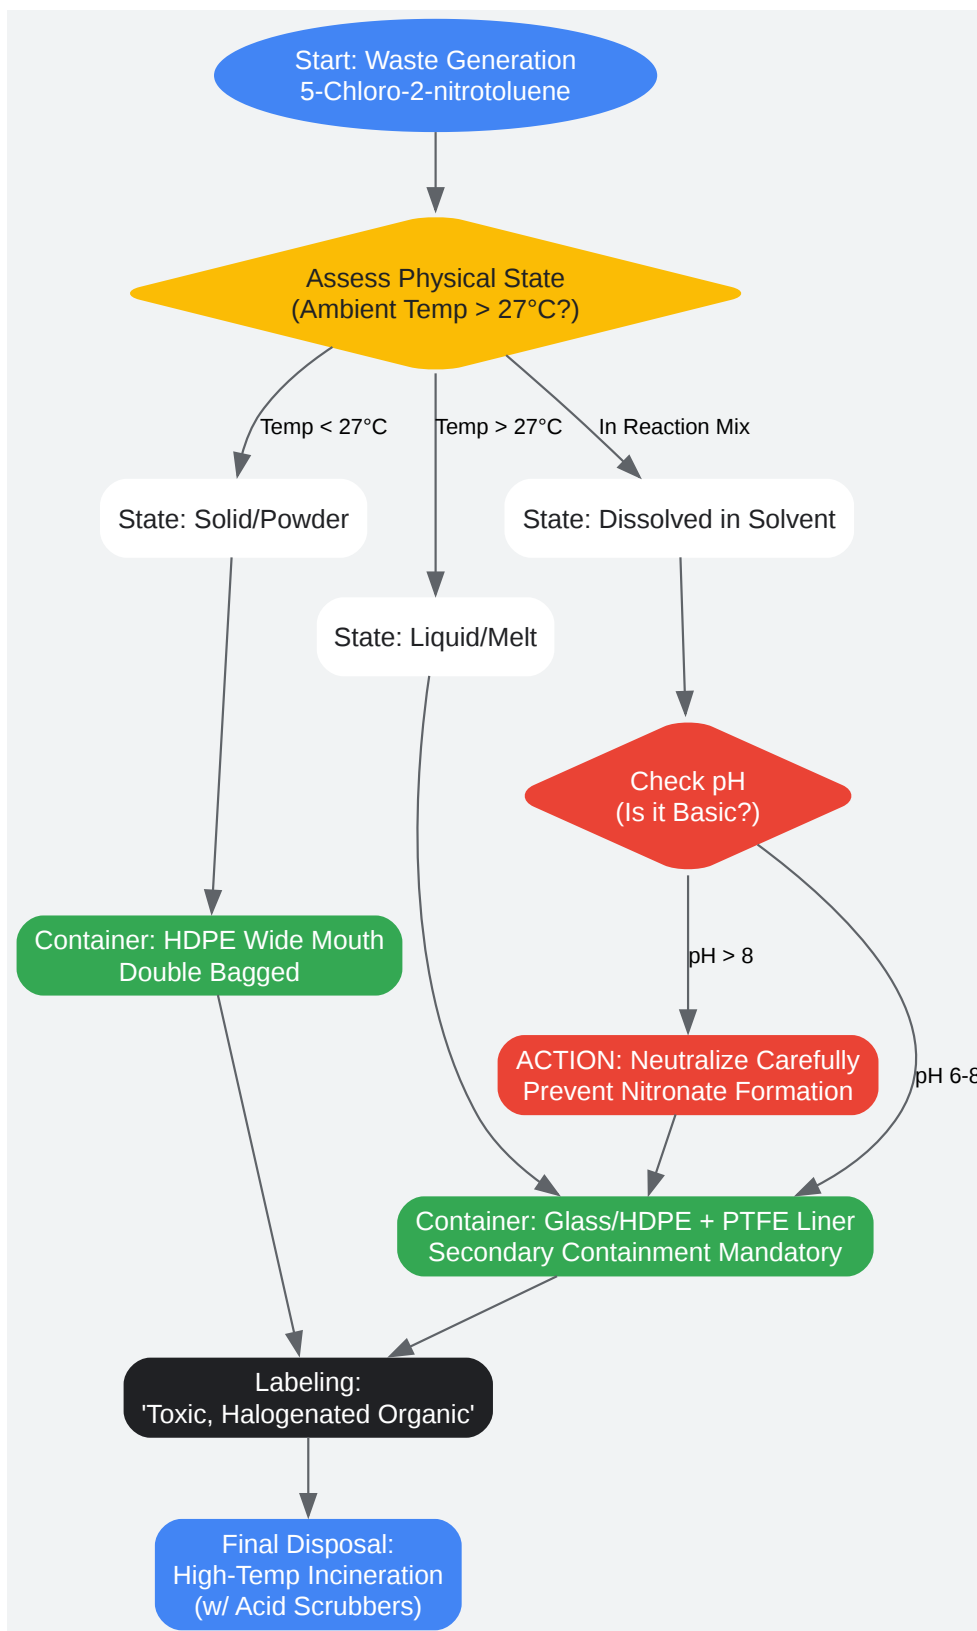 Start: Waste Generation
5-Chloro-2-nitrotoluene
Assess Physical State
(Ambient Temp > 27°C?)
Temp < 27°C
Temp > 27°C
In Reaction Mix
State: Solid/Powder
State: Dissolved in Solvent
State: Liquid/Melt
Check pH
(Is it Basic?)
Container: HDPE Wide Mouth
Double Bagged
pH > 8
ACTION: Neutralize Carefully
Prevent Nitronate Formation
pH 6-8
Container: Glass/HDPE + PTFE Liner
Secondary Containment Mandatory
Labeling:
'Toxic, Halogenated Organic'
Final Disposal:
High-Temp Incineration
(w/ Acid Scrubbers)